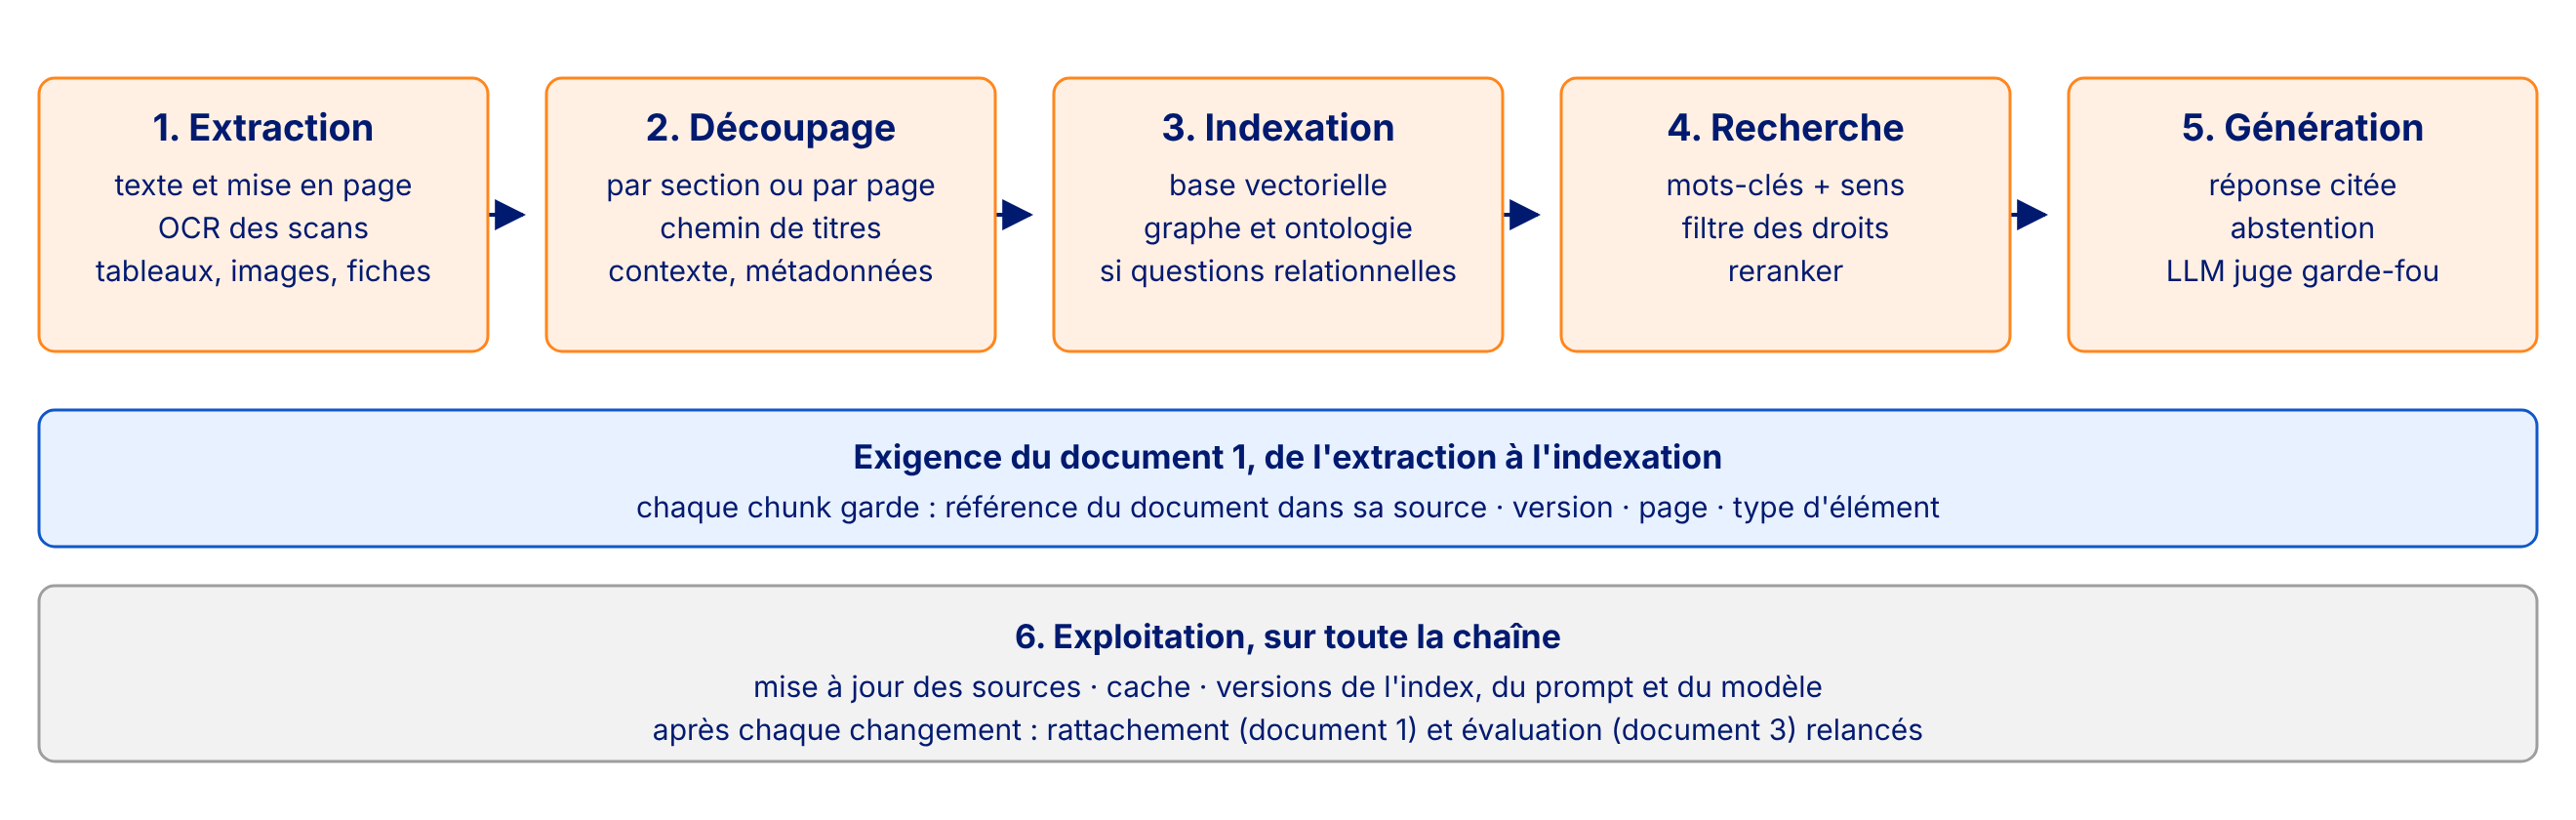 1. Extraction
texte et mise en page
OCR des scans
tableaux, images, fiches
2. Découpage
par section ou par page
chemin de titres
contexte, métadonnées
3. Indexation
base vectorielle
graphe et ontologie
si questions relationnelles
4. Recherche
mots-clés + sens
filtre des droits
reranker
5. Génération
réponse citée
abstention
LLM juge garde-fou
Exigence du document 1, de l'extraction à l'indexation
chaque chunk garde : référence du document dans sa source · version · page · type d'élément
6. Exploitation, sur toute la chaîne
mise à jour des sources · cache · versions de l'index, du prompt et du modèle
après chaque changement : rattachement (document 1) et évaluation (document 3) relancés